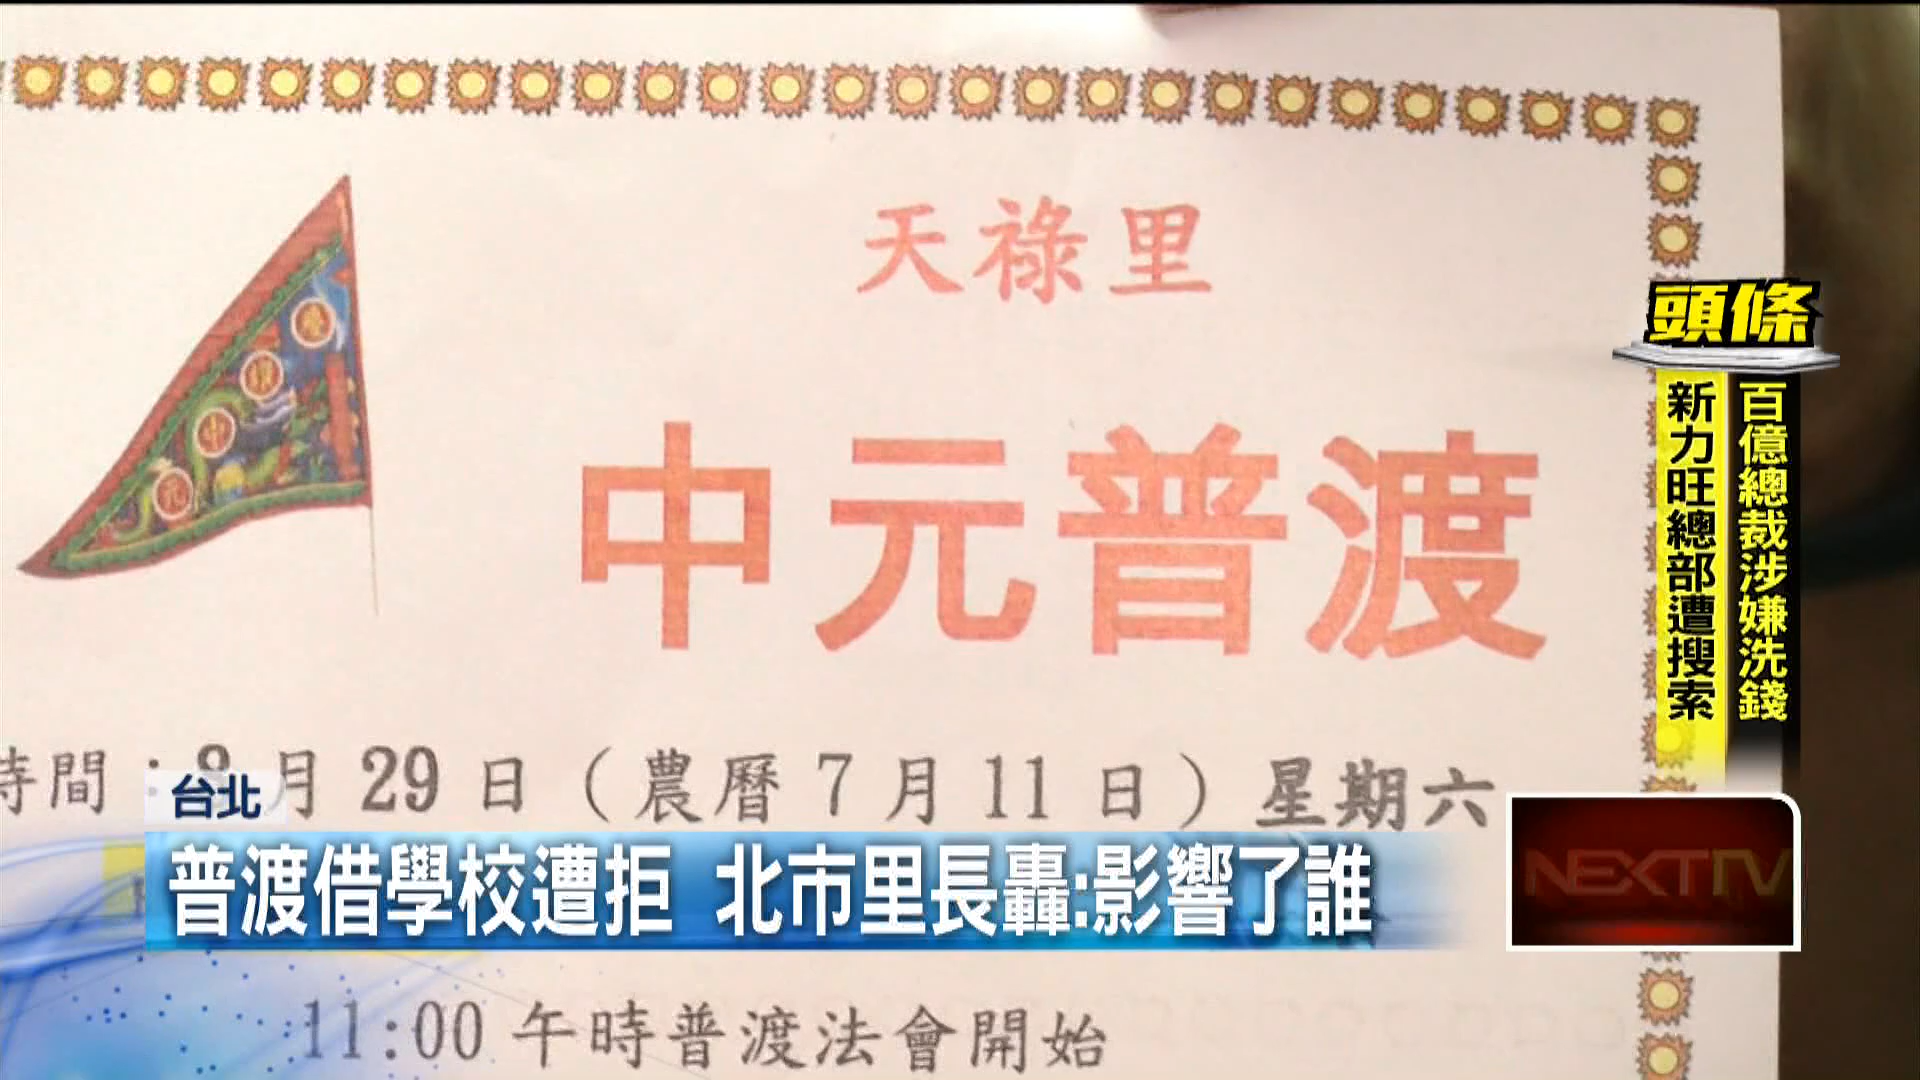 天祿里
中元普渡
時間：8月29日（農曆7月11日）星期六
11:00 午時普渡法會開始
台北
普渡借學校遭拒 北市里長轟:影響了誰
頭條
百億總裁涉嫌洗錢
新力旺總部遭搜索
NEXTTV